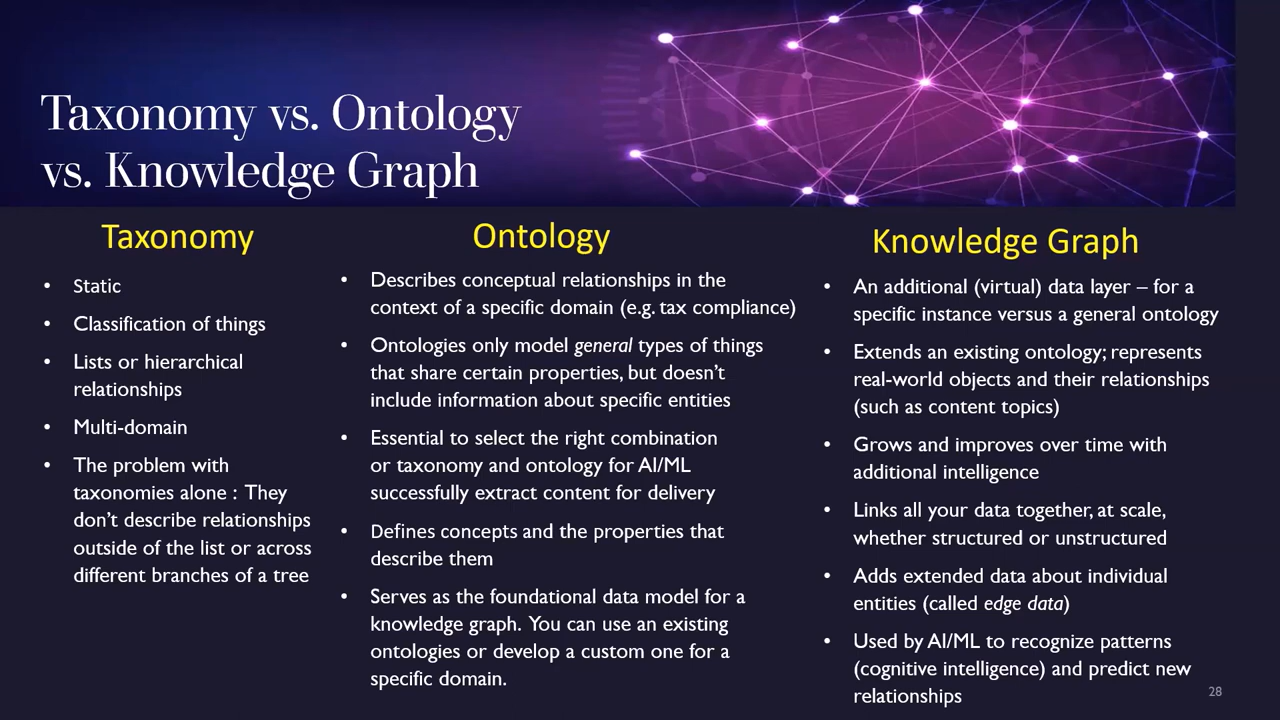 Taxonomy vs. Ontology
vs. Knowledge Graph
Taxonomy
• Static
• Classification of things
• Lists or hierarchical
relationships
• Multi-domain
• The problem with
taxonomies alone : They
don’t describe relationships
outside of the list or across
different branches of a tree
Ontology
• Describes conceptual relationships in the
context of a specific domain (e.g. tax compliance)
• Ontologies only model general types of things
that share certain properties, but doesn’t
include information about specific entities
• Essential to select the right combination
or taxonomy and ontology for AI/ML
successfully extract content for delivery
• Defines concepts and the properties that
describe them
• Serves as the foundational data model for a
knowledge graph. You can use an existing
ontologies or develop a custom one for a
specific domain.
Knowledge Graph
• An additional (virtual) data layer – for a
specific instance versus a general ontology
• Extends an existing ontology; represents
real-world objects and their relationships
(such as content topics)
• Grows and improves over time with
additional intelligence
• Links all your data together, at scale,
whether structured or unstructured
• Adds extended data about individual
entities (called edge data)
• Used by AI/ML to recognize patterns
(cognitive intelligence) and predict new
relationships
28